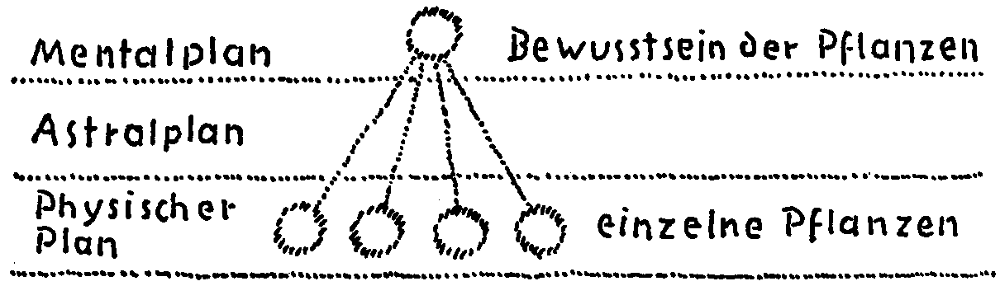 Mentalplan
Bewusstsein der Pflanzen
Astralplan
Physischer
Plan
einzelne Pflanzen